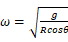 ω = √(g / Rcosθ)